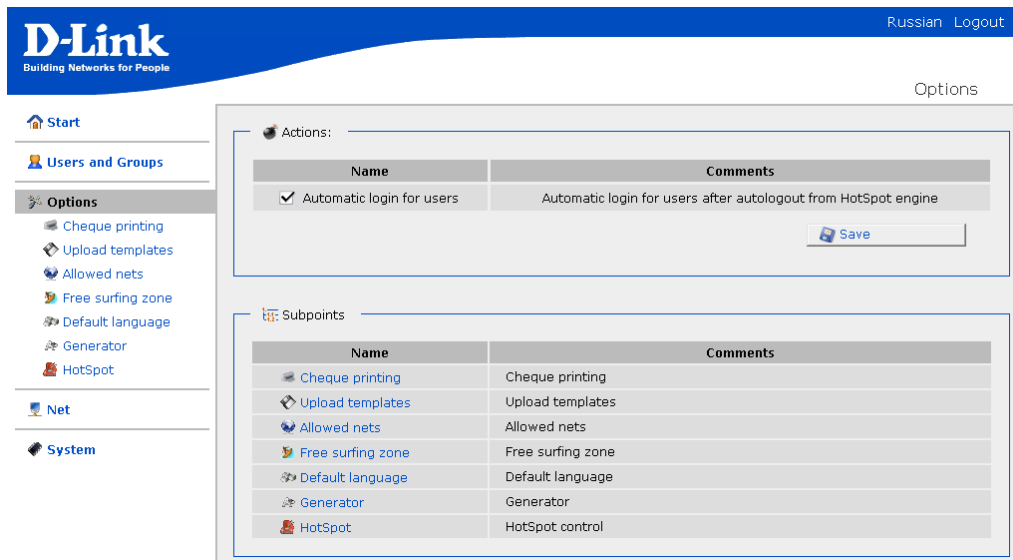 Russian Logout
D-Link
Building Networks for People
Options
Start
Users and Groups
Options
Cheque printing
Upload templates
Allowed nets
Free surfing zone
Default language
Generator
HotSpot
Net
System
Actions:
Name Comments
Automatic login for users Automatic login for users after autologout from HotSpot engine
Save
Subpoints
Name Comments
Cheque printing Cheque printing
Upload templates Upload templates
Allowed nets Allowed nets
Free surfing zone Free surfing zone
Default language Default language
Generator Generator
HotSpot HotSpot control